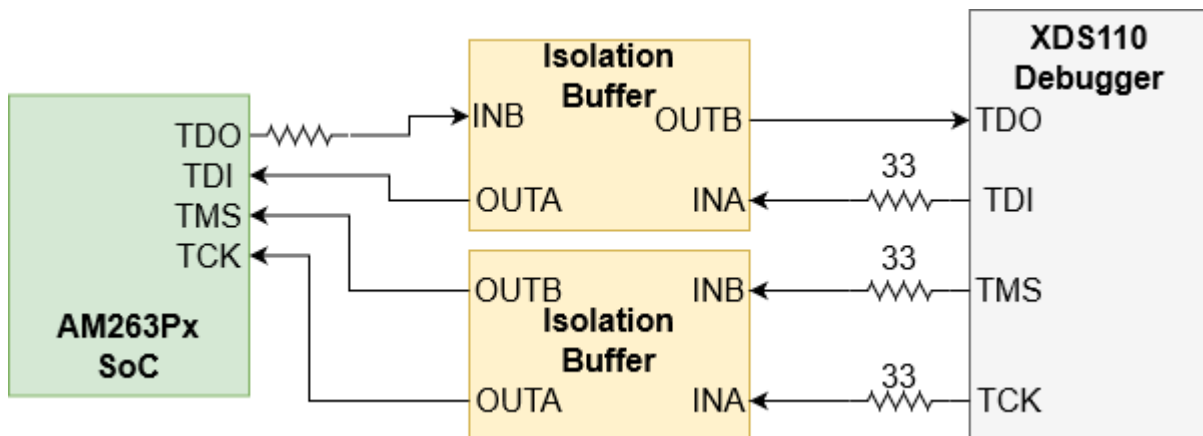 XDS110
Debugger
Isolation
Buffer
INB
OUTB
TDO
TDO
TDI
TMS
TCK
OUTA
INA
33
TDI
AM263Px
SoC
OUTB
INB
33
TMS
Isolation
Buffer
OUTA
INA
33
TCK